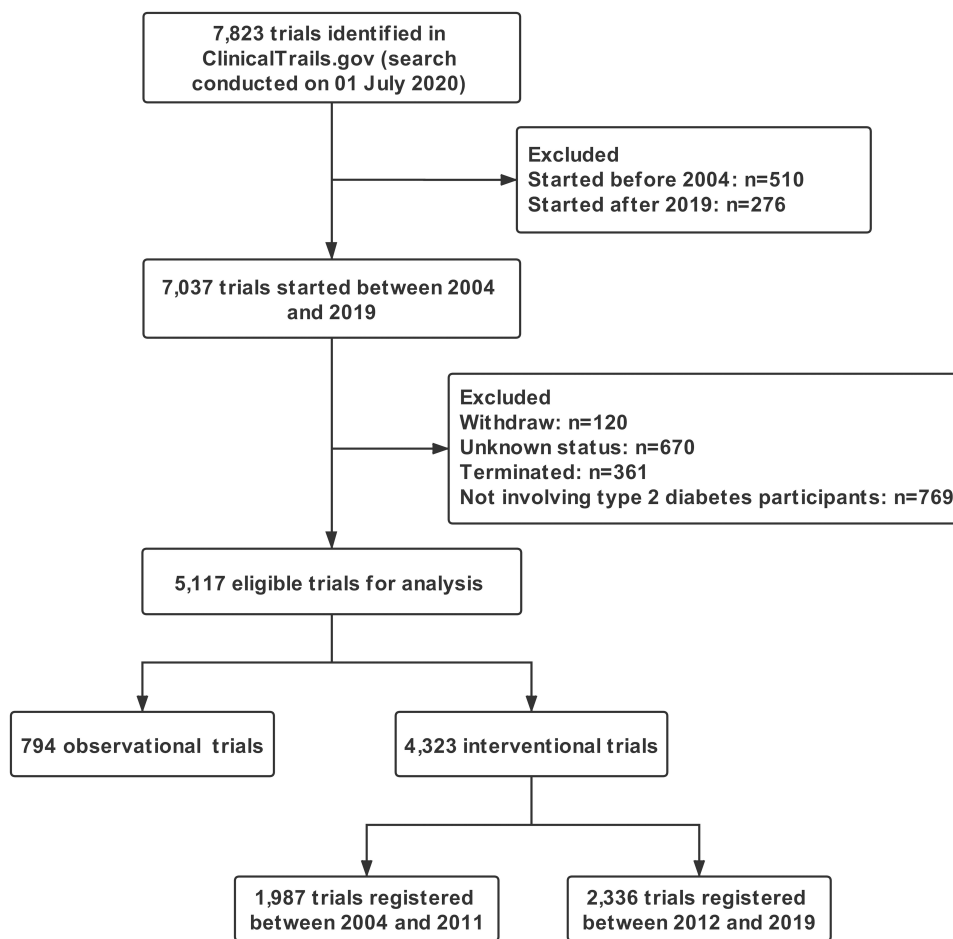 7,823 trials identified in
ClinicalTrails.gov (search
conducted on 01 July 2020)
Excluded
Started before 2004: n=510
Started after 2019: n=276
7,037 trials started between 2004
and 2019
Excluded
Withdraw: n=120
Unknown status: n=670
Terminated: n=361
Not involving type 2 diabetes participants: n=769
5,117 eligible trials for analysis
794 observational trials
4,323 interventional trials
1,987 trials registered
between 2004 and 2011
2,336 trials registered
between 2012 and 2019